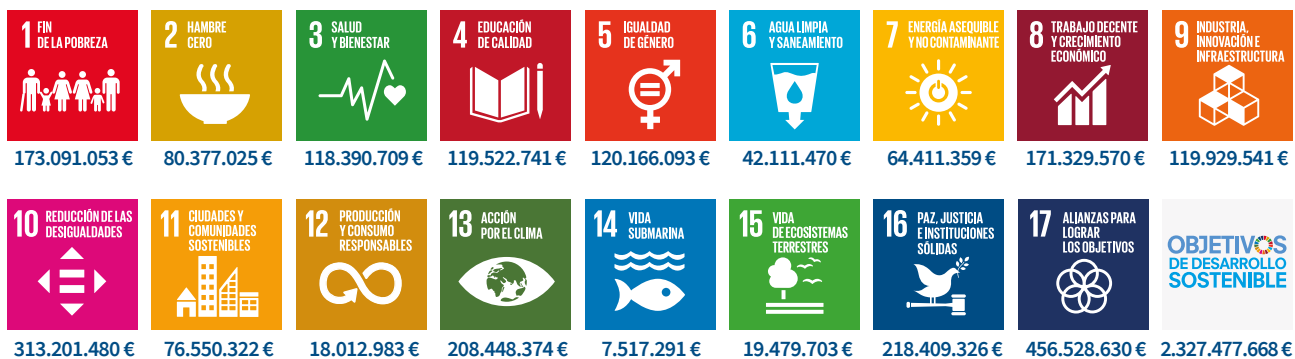 1 FIN
DE LA POBREZA
2 HAMBRE
CERO
3 SALUD
Y BIENESTAR
4 EDUCACIÓN
DE CALIDAD
5 IGUALDAD
DE GÉNERO
6 AGUA LIMPIA
Y SANEAMIENTO
7 ENERGÍA ASEQUIBLE
Y NO CONTAMINANTE
8 TRABAJO DECENTE
Y CRECIMIENTO
ECONÓMICO
9 INDUSTRIA,
INNOVACIÓN E
INFRAESTRUCTURA
173.091.053 €
80.377.025 €
118.390.709 €
119.522.741 €
120.166.093 €
42.111.470 €
64.411.359 €
171.329.570 €
119.929.541 €
10 REDUCCIÓN DE LAS
DESIGUALDADES
11 CIUDADES Y
COMUNIDADES
SOSTENIBLES
12 PRODUCCIÓN
Y CONSUMO
RESPONSABLES
13 ACCIÓN
POR EL CLIMA
14 VIDA
SUBMARINA
15 VIDA
DE ECOSISTEMAS
TERRESTRES
16 PAZ, JUSTICIA
E INSTITUCIONES
SÓLIDAS
17 ALIANZAS PARA
LOGRAR
LOS OBJETIVOS
OBJETIVOS
DE DESARROLLO
SOSTENIBLE
313.201.480 €
76.550.322 €
18.012.983 €
208.448.374 €
7.517.291 €
19.479.703 €
218.409.326 €
456.528.630 €
2.327.477.668 €